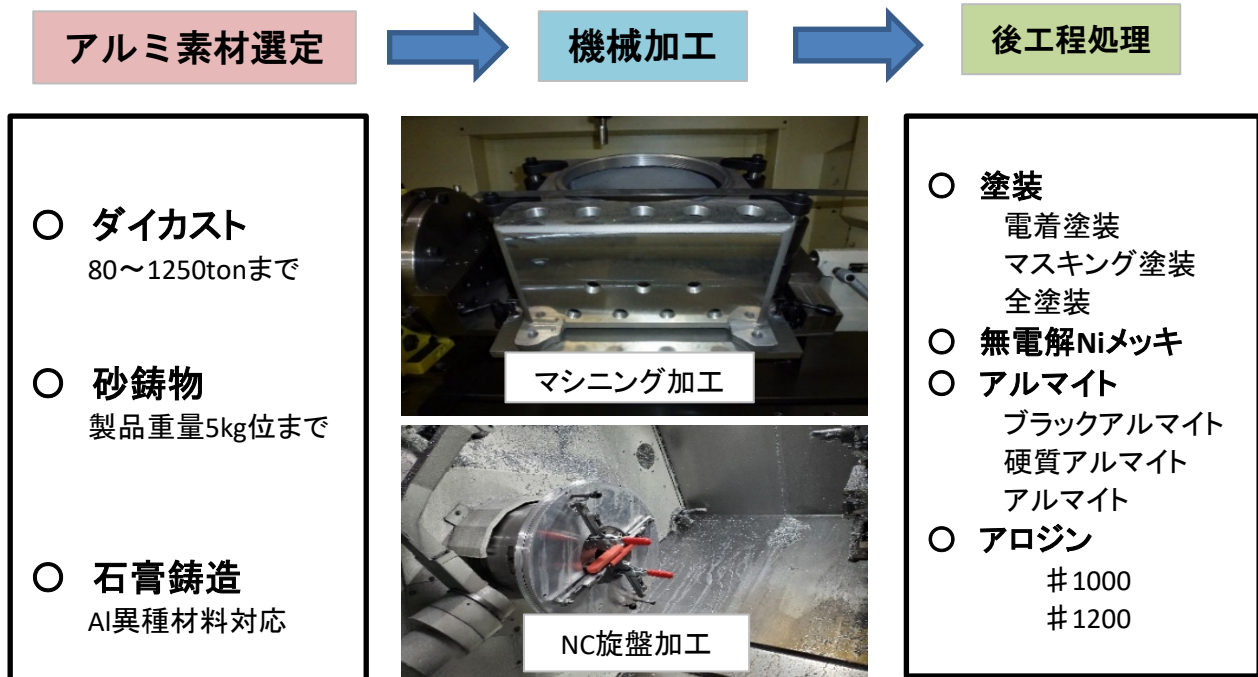 アルミ素材選定
機械加工
後工程処理
○ ダイカスト
80～1250tonまで
○ 砂鋳物
製品重量5kg位まで
○ 石膏鋳造
Al異種材料対応
マシニング加工
NC旋盤加工
○ 塗装
電着塗装
マスキング塗装
全塗装
○ 無電解Niメッキ
○ アルマイト
ブラックアルマイト
硬質アルマイト
アルマイト
○ アロジン
♯1000
♯1200